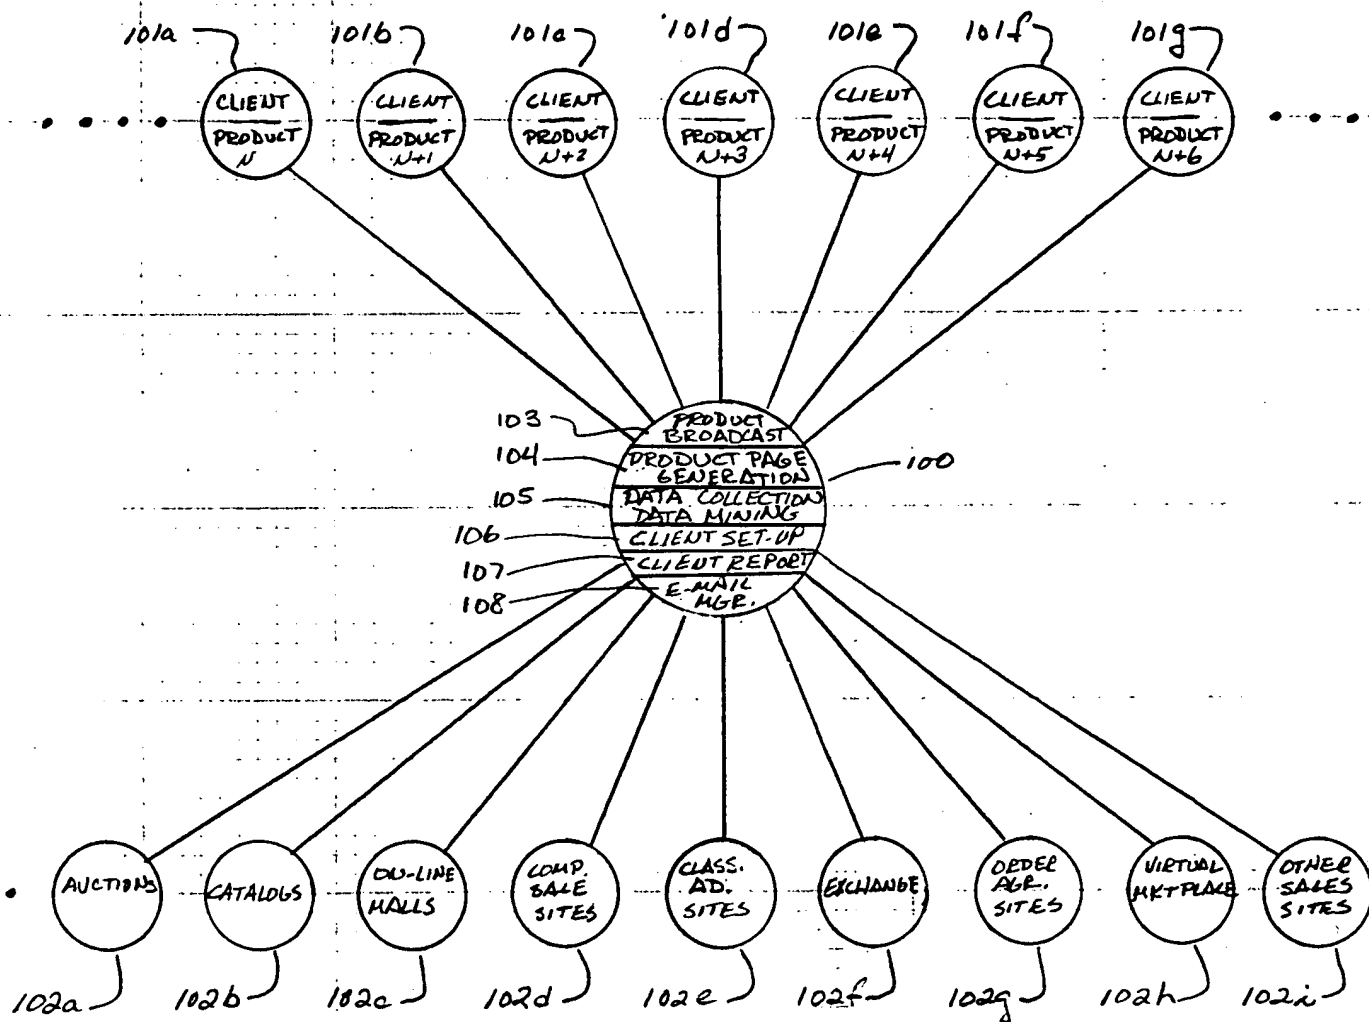 101a 101b 101c 101d 101e 101f 101g
CLIENT CLIENT CLIENT CLIENT CLIENT CLIENT CLIENT
PRODUCT PRODUCT PRODUCT PRODUCT PRODUCT PRODUCT PRODUCT
N N+1 N+2 N+3 N+4 N+5 N+6
103 PRODUCT
BROADCAST
104 PRODUCT PAGE 100
GENERATION
105 DATA COLLECTION
DATA MINING
106 CLIENT SET-UP
107 CLIENT REPORT
108 E-MAIL
MGR.
AUCTIONS
CATALOGS
ON-LINE
MALLS
COMP.
SALE
SITES
CLASS.
AD.
SITES
EXCHANGE
ORDER
AGR.
SITES
VIRTUAL
MKTPLACE
OTHER
SALES
SITES
102a 102b 102c 102d 102e 102f 102g 102h 102i